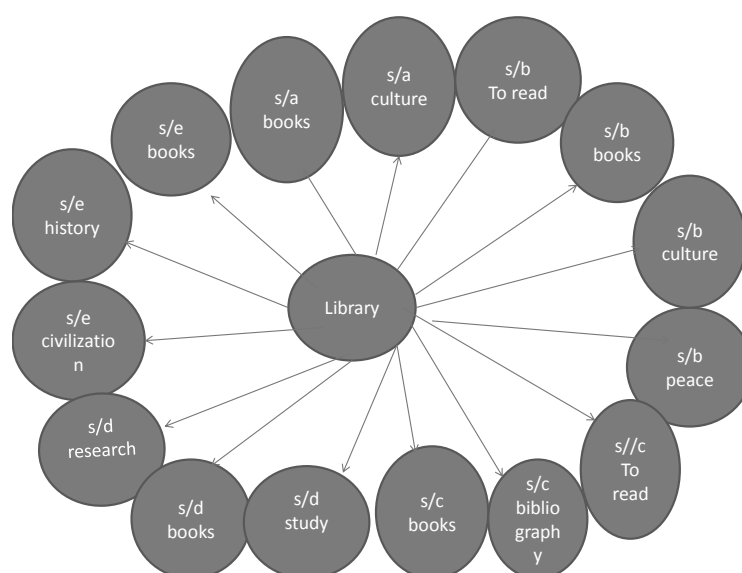 s/a
culture
s/b
To read
s/a
books
s/e
books
s/b
books
s/e
history
s/b
culture
Library
s/e
civilizatio
n
s/b
peace
s/d
research
s//c
To
read
s/d
books
s/d
study
s/c
books
s/c
biblio
graph
y